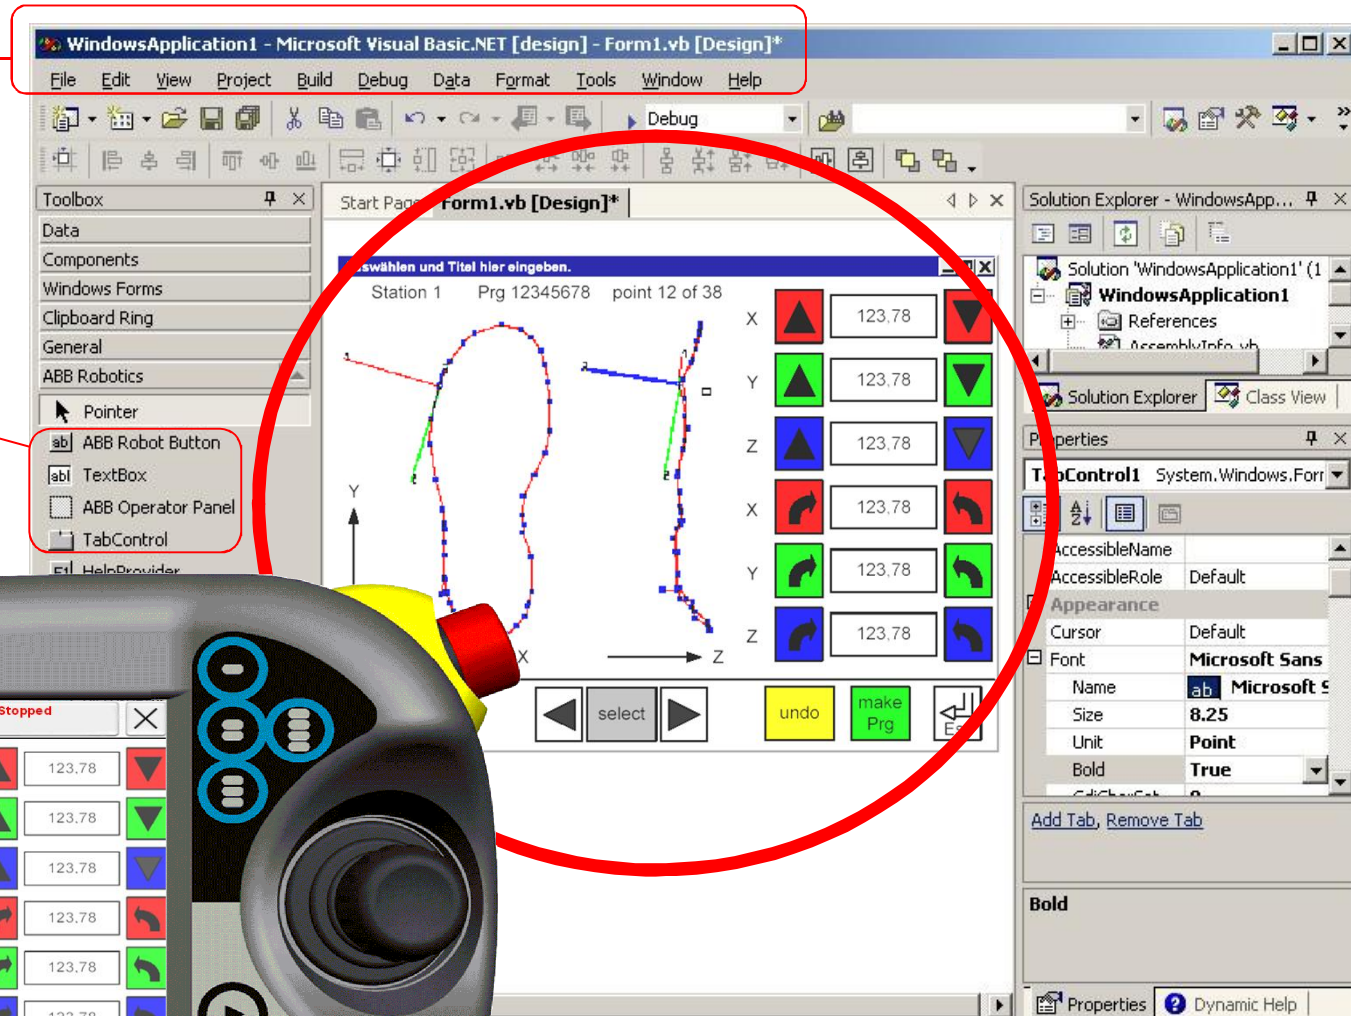 WindowsApplication1 - Microsoft Visual Basic.NET [design] - Form1.vb [Design]*
File Edit View Project Build Debug Data Format Tools Window Help
Debug
Toolbox
Data
Components
Windows Forms
Clipboard Ring
General
ABB Robotics
Pointer
ABB Robot Button
TextBox
ABB Operator Panel
TabControl
HelpProvider
Start Page Form1.vb [Design]*
swählen und Titel hier eingeben.
Station 1 Prg 12345678 point 12 of 38
X 123,78
Y 123,78
Z 123,78
X 123,78
Y 123,78
Z 123,78
Y
X
Z
select
undo
make
Prg
Solution Explorer - WindowsApp...
Solution 'WindowsApplication1' (1
WindowsApplication1
References
AssemblyInfo.vb
Solution Explorer Class View
Properties
TabControl1 System.Windows.Forr
AccessibleName
AccessibleRole Default
Appearance
Cursor Default
Font Microsoft Sans
Name ab Microsoft S
Size 8.25
Unit Point
Bold True
Add Tab, Remove Tab
Bold
Properties Dynamic Help
Stopped
123,78
123,78
123,78
123,78
123,78
123,78